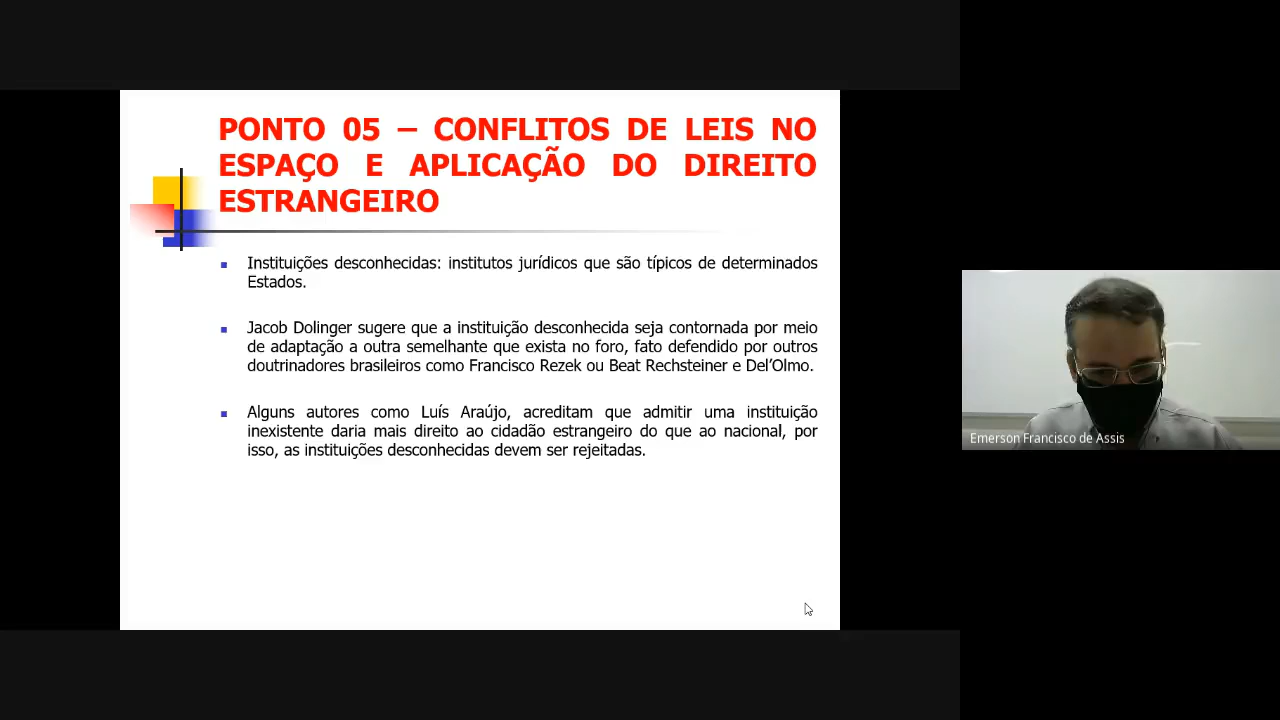 PONTO 05 – CONFLITOS DE LEIS NO
ESPAÇO E APLICAÇÃO DO DIREITO
ESTRANGEIRO
Instituições desconhecidas: institutos jurídicos que são típicos de determinados
Estados.
Jacob Dolinger sugere que a instituição desconhecida seja contornada por meio
de adaptação a outra semelhante que exista no foro, fato defendido por outros
doutrinadores brasileiros como Francisco Rezek ou Beat Rechsteiner e Del’Olmo.
Alguns autores como Luís Araújo, acreditam que admitir uma instituição
inexistente daria mais direito ao cidadão estrangeiro do que ao nacional, por
isso, as instituições desconhecidas devem ser rejeitadas.
Emerson Francisco de Assis